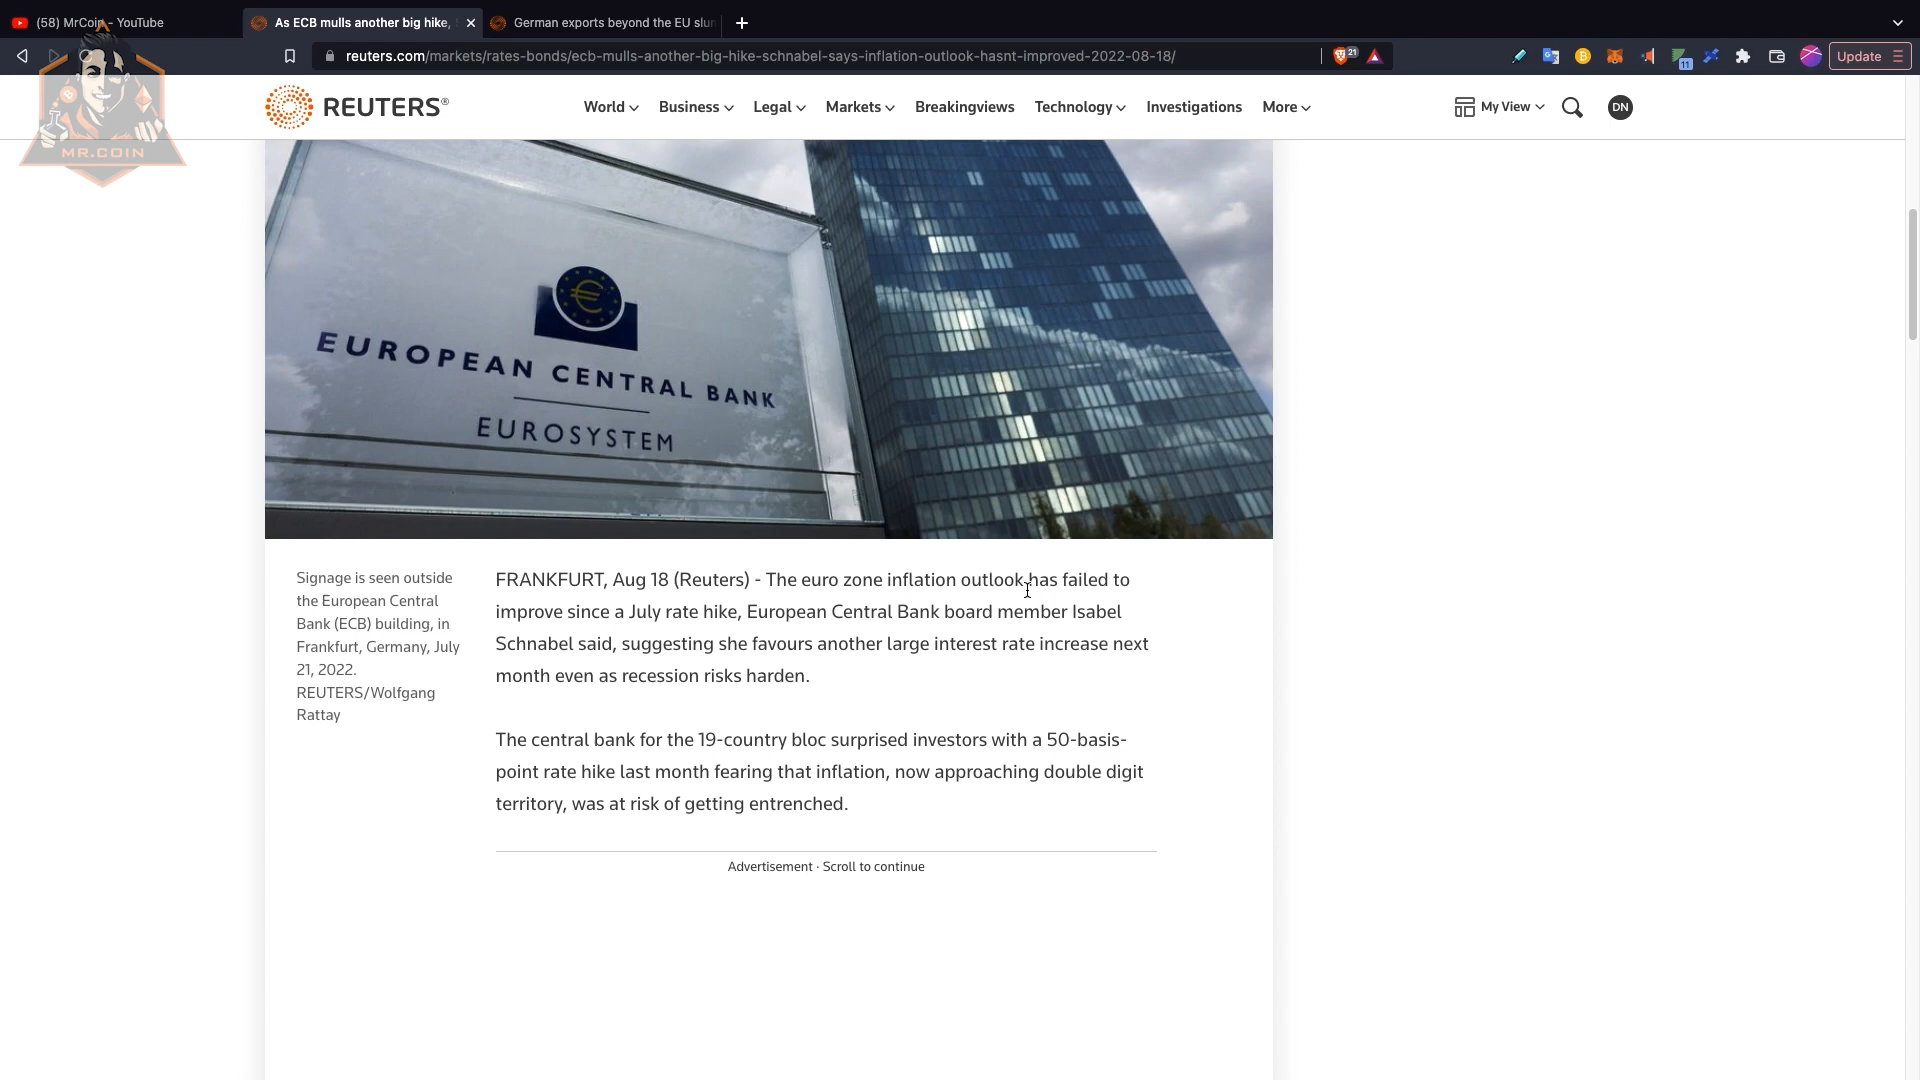 (58) MrCoin - YouTube
As ECB mulls another big hike,
German exports beyond the EU slum
reuters.com/markets/rates-bonds/ecb-mulls-another-big-hike-schnabel-says-inflation-outlook-hasnt-improved-2022-08-18/
21
11
Update
MR.COIN
REUTERS®
World
Business
Legal
Markets
Breakingviews
Technology
Investigations
More
My View
DN
EUROPEAN CENTRAL BANK
EUROSYSTEM
Signage is seen outside
the European Central
Bank (ECB) building, in
Frankfurt, Germany, July
21, 2022.
REUTERS/Wolfgang
Rattay
FRANKFURT, Aug 18 (Reuters) - The euro zone inflation outlook has failed to
improve since a July rate hike, European Central Bank board member Isabel
Schnabel said, suggesting she favours another large interest rate increase next
month even as recession risks harden.
The central bank for the 19-country bloc surprised investors with a 50-basis-
point rate hike last month fearing that inflation, now approaching double digit
territory, was at risk of getting entrenched.
Advertisement · Scroll to continue